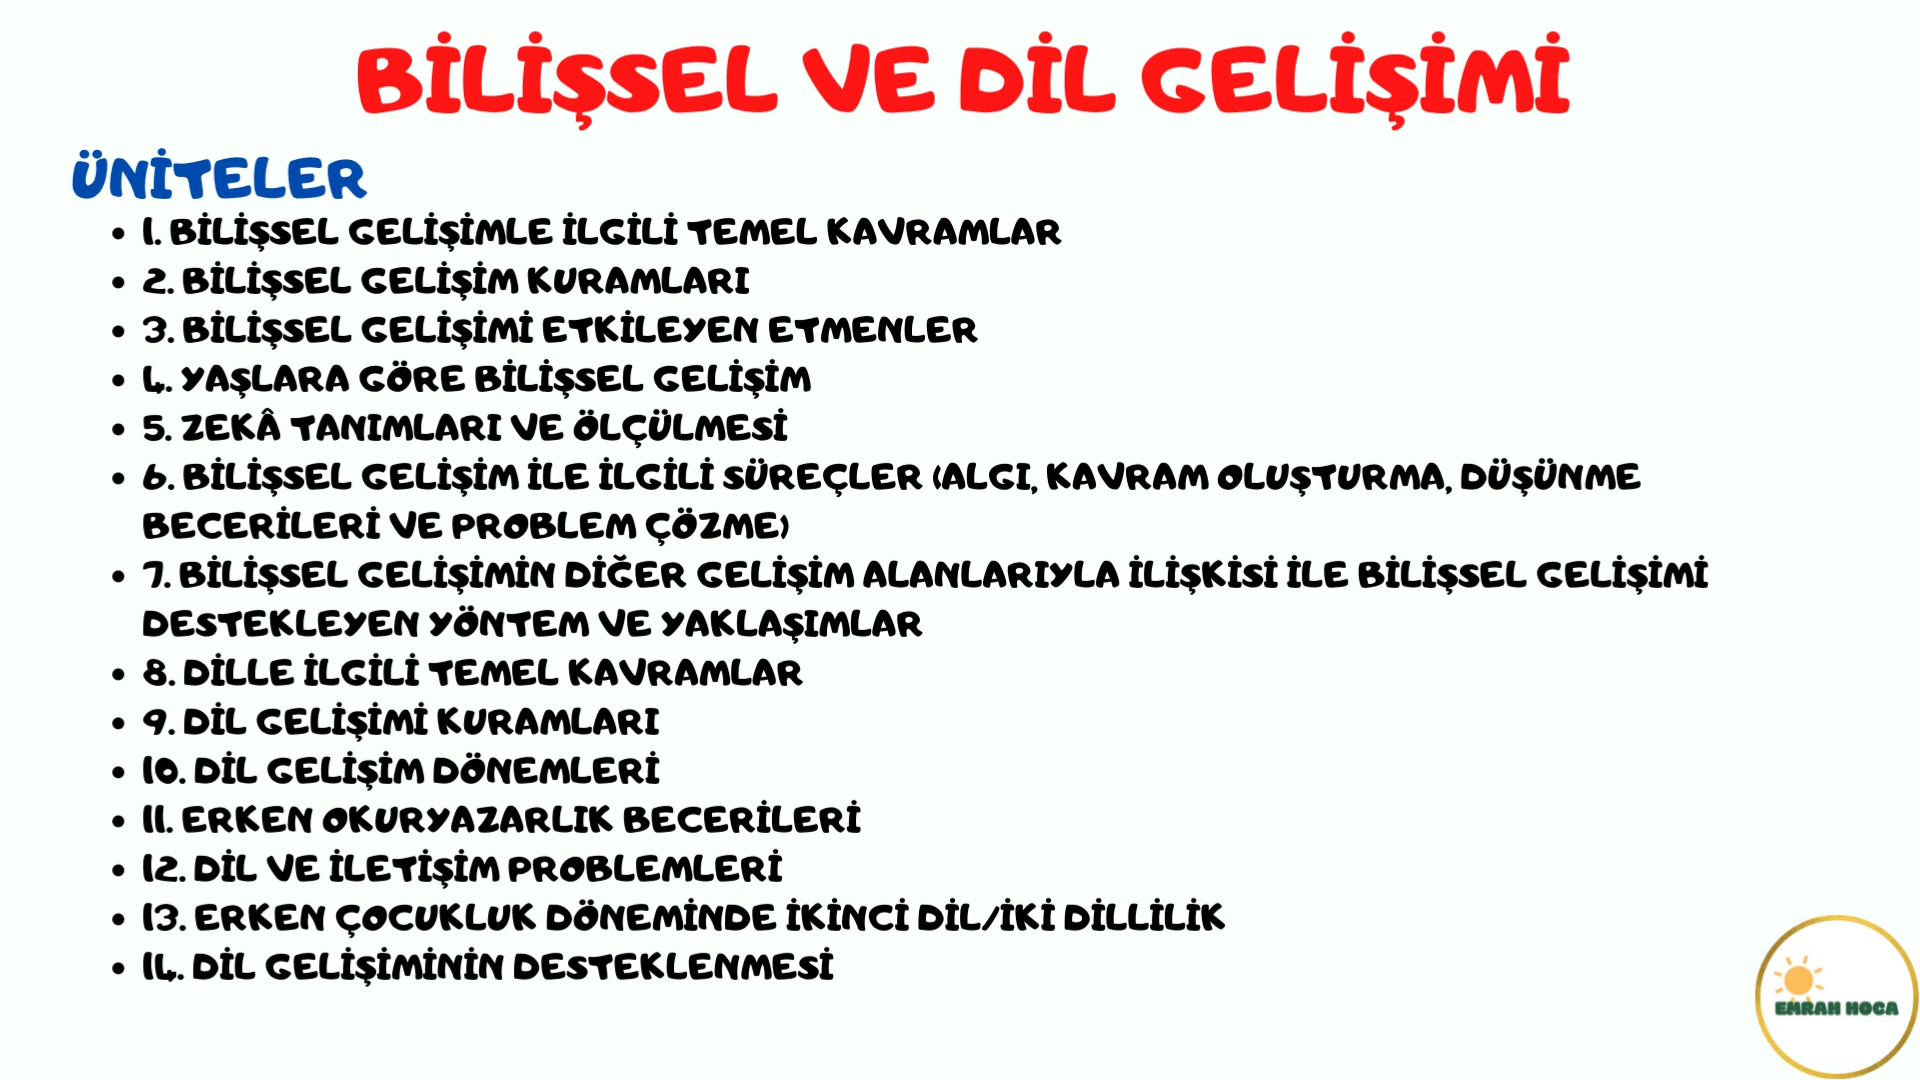 BİLİŞSEL VE DİL GELİŞİMİ
ÜNİTELER
• 1. BİLİŞSEL GELİŞİMLE İLGİLİ TEMEL KAVRAMLAR
• 2. BİLİŞSEL GELİŞİM KURAMLARI
• 3. BİLİŞSEL GELİŞİMİ ETKİLEYEN ETMENLER
• 4. YAŞLARA GÖRE BİLİŞSEL GELİŞİM
• 5. ZEKÂ TANIMLARI VE ÖLÇÜLMESİ
• 6. BİLİŞSEL GELİŞİM İLE İLGİLİ SÜREÇLER (ALGI, KAVRAM OLUŞTURMA, DÜŞÜNME
BECERİLERİ VE PROBLEM ÇÖZME)
• 7. BİLİŞSEL GELİŞİMİN DİĞER GELİŞİM ALANLARIYLA İLİŞKİSİ İLE BİLİŞSEL GELİŞİMİ
DESTEKLEYEN YÖNTEM VE YAKLAŞIMLAR
• 8. DİLLE İLGİLİ TEMEL KAVRAMLAR
• 9. DİL GELİŞİMİ KURAMLARI
• 10. DİL GELİŞİM DÖNEMLERİ
• 11. ERKEN OKURYAZARLIK BECERİLERİ
• 12. DİL VE İLETİŞİM PROBLEMLERİ
• 13. ERKEN ÇOCUKLUK DÖNEMİNDE İKİNCİ DİL/İKİ DİLLİLİK
• 14. DİL GELİŞİMİNİN DESTEKLENMESİ
EMRAH HOCA